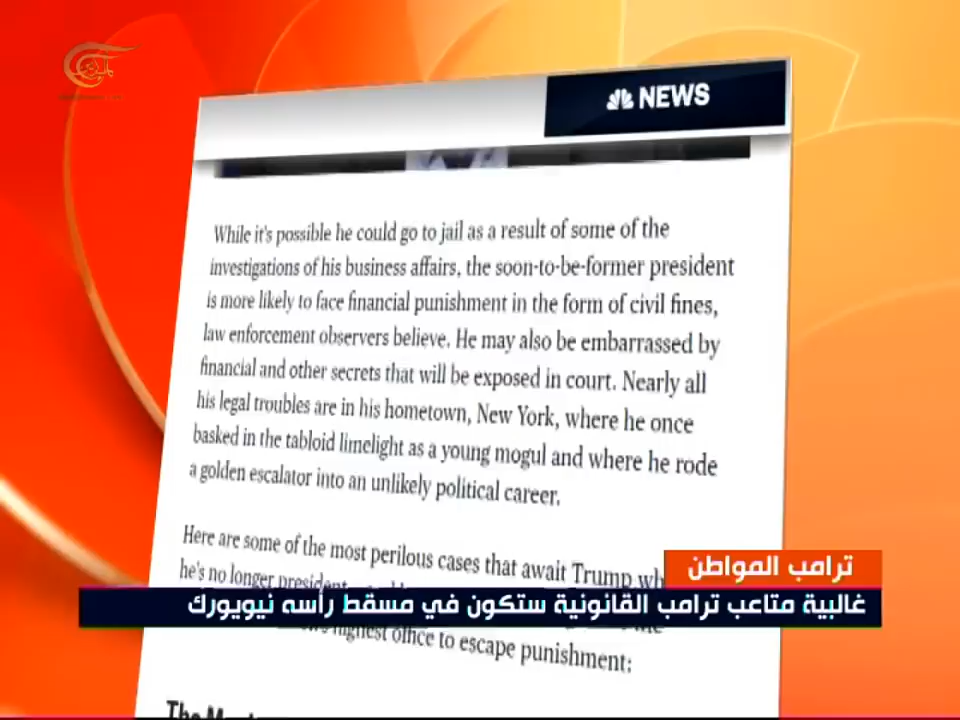 NEWS
While it's possible he could go to jail as a result of some of the
investigations of his business affairs, the soon-to-be-former president
is more likely to face financial punishment in the form of civil fines,
law enforcement observers believe. He may also be embarrassed by
financial and other secrets that will be exposed in court. Nearly all
his legal troubles are in his hometown, New York, where he once
basked in the tabloid limelight as a young mogul and where he rode
a golden escalator into an unlikely political career.
Here are some of the most perilous cases that await Trump
he's no longer president
highest office to escape punishment:
The
ترامب المواطن
غالبية متاعب ترامب القانونية ستكون في مسقط رأسه نيويورك